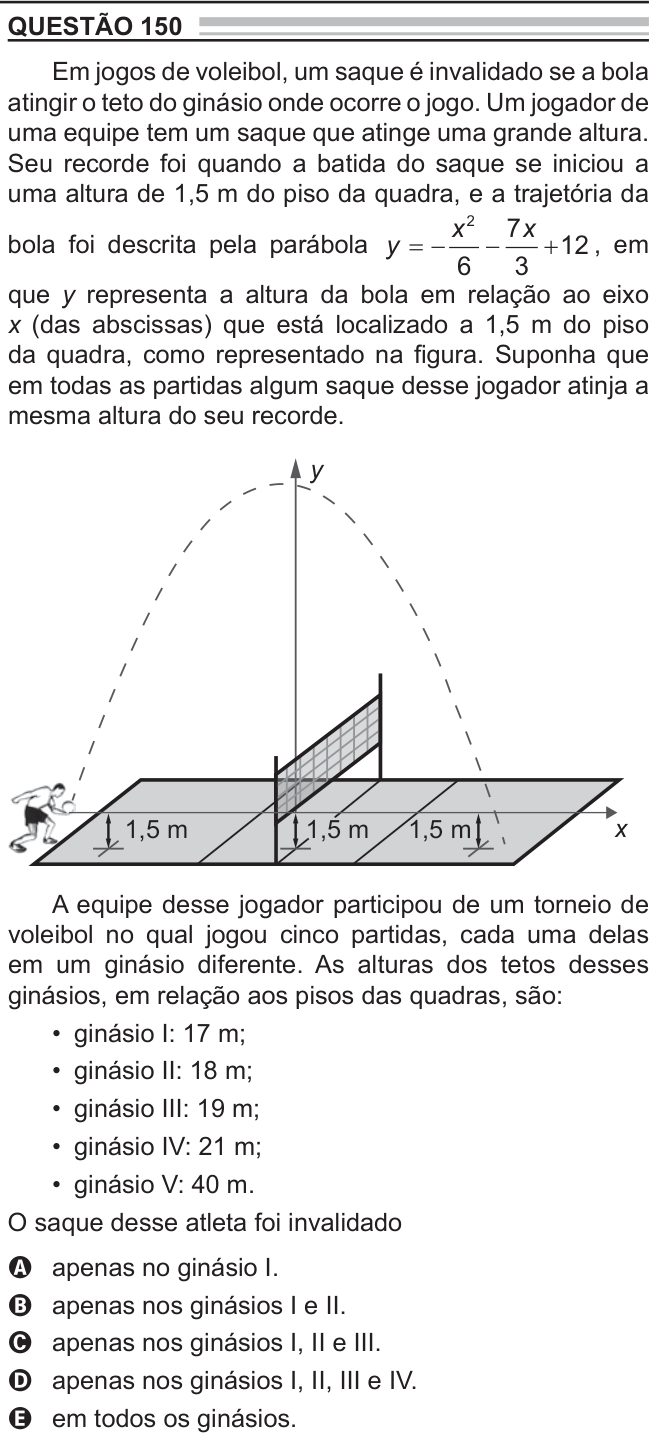 QUESTÃO 150
Em jogos de voleibol, um saque é invalidado se a bola
atingir o teto do ginásio onde ocorre o jogo. Um jogador de
uma equipe tem um saque que atinge uma grande altura.
Seu recorde foi quando a batida do saque se iniciou a
uma altura de 1,5 m do piso da quadra, e a trajetória da
bola foi descrita pela parábola y = −x²/6 − 7x/3 + 12, em
que y representa a altura da bola em relação ao eixo
x (das abscissas) que está localizado a 1,5 m do piso
da quadra, como representado na figura. Suponha que
em todas as partidas algum saque desse jogador atinja a
mesma altura do seu recorde.
y
1,5 m 1,5 m 1,5 m x
A equipe desse jogador participou de um torneio de
voleibol no qual jogou cinco partidas, cada uma delas
em um ginásio diferente. As alturas dos tetos desses
ginásios, em relação aos pisos das quadras, são:
• ginásio I: 17 m;
• ginásio II: 18 m;
• ginásio III: 19 m;
• ginásio IV: 21 m;
• ginásio V: 40 m.
O saque desse atleta foi invalidado
A apenas no ginásio I.
B apenas nos ginásios I e II.
C apenas nos ginásios I, II e III.
D apenas nos ginásios I, II, III e IV.
E em todos os ginásios.